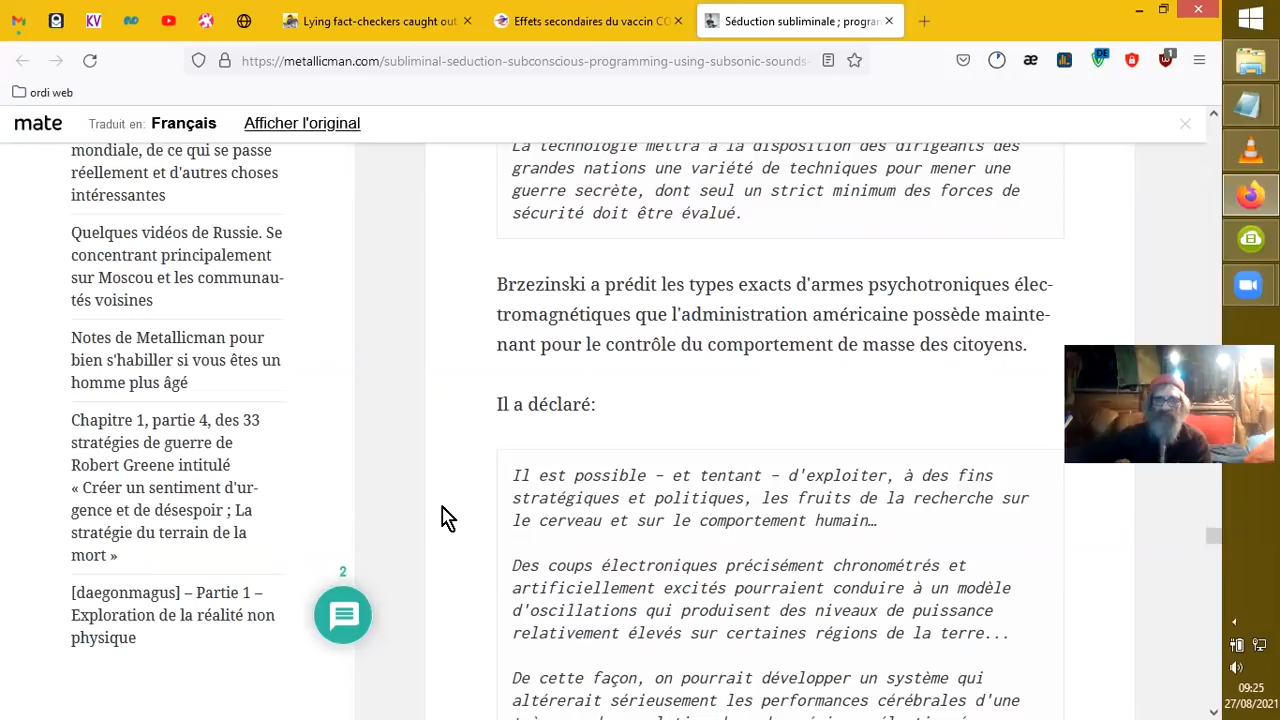 Lying fact-checkers caught out
Effets secondaires du vaccin CO
Séduction subliminale ; program
KV
https://metallicman.com/subliminal-seduction-subconscious-programming-using-subsonic-sounds-
æ
DE
1
ordi web
mate
Traduit en: Français
Afficher l'original
mondiale, de ce qui se passe
réellement et d'autres choses
intéressantes
Quelques vidéos de Russie. Se
concentrant principalement
sur Moscou et les communau-
tés voisines
Notes de Metallicman pour
bien s'habiller si vous êtes un
homme plus âgé
Chapitre 1, partie 4, des 33
stratégies de guerre de
Robert Greene intitulé
« Créer un sentiment d'ur-
gence et de désespoir ; La
stratégie du terrain de la
mort »
[daegonmagus] – Partie 1 –
Exploration de la réalité non
physique
2
La technologie mettra à la disposition des dirigeants des
grandes nations une variété de techniques pour mener une
guerre secrète, dont seul un strict minimum des forces de
sécurité doit être évalué.
Brzezinski a prédit les types exacts d'armes psychotroniques élec-
tromagnétiques que l'administration américaine possède mainte-
nant pour le contrôle du comportement de masse des citoyens.
Il a déclaré:
Il est possible – et tentant – d'exploiter, à des fins
stratégiques et politiques, les fruits de la recherche sur
le cerveau et sur le comportement humain…
Des coups électroniques précisément chronométrés et
artificiellement excités pourraient conduire à un modèle
d'oscillations qui produisent des niveaux de puissance
relativement élevés sur certaines régions de la terre...
De cette façon, on pourrait développer un système qui
altérerait sérieusement les performances cérébrales d'une
09:25
27/08/2021